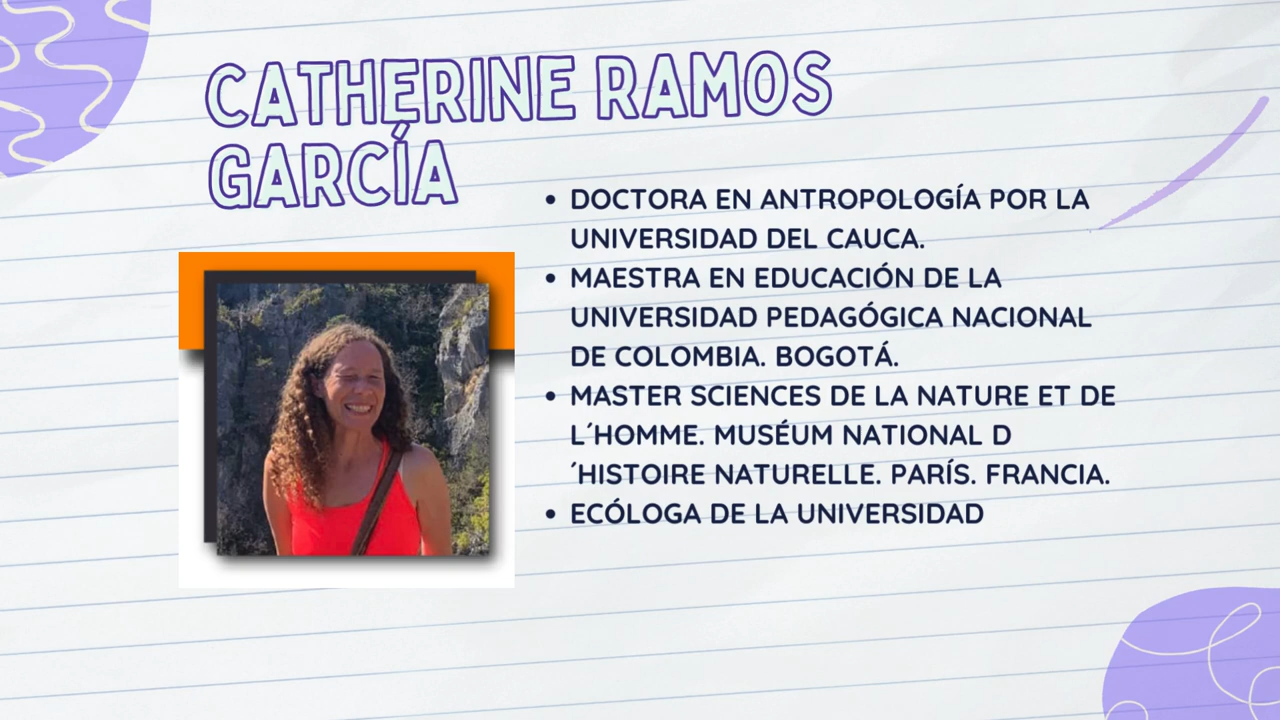 CATHERINE RAMOS
GARCÍA
• DOCTORA EN ANTROPOLOGÍA POR LA
UNIVERSIDAD DEL CAUCA.
• MAESTRA EN EDUCACIÓN DE LA
UNIVERSIDAD PEDAGÓGICA NACIONAL
DE COLOMBIA. BOGOTÁ.
• MASTER SCIENCES DE LA NATURE ET DE
L´HOMME. MUSÉUM NATIONAL D
´HISTOIRE NATURELLE. PARÍS. FRANCIA.
• ECÓLOGA DE LA UNIVERSIDAD